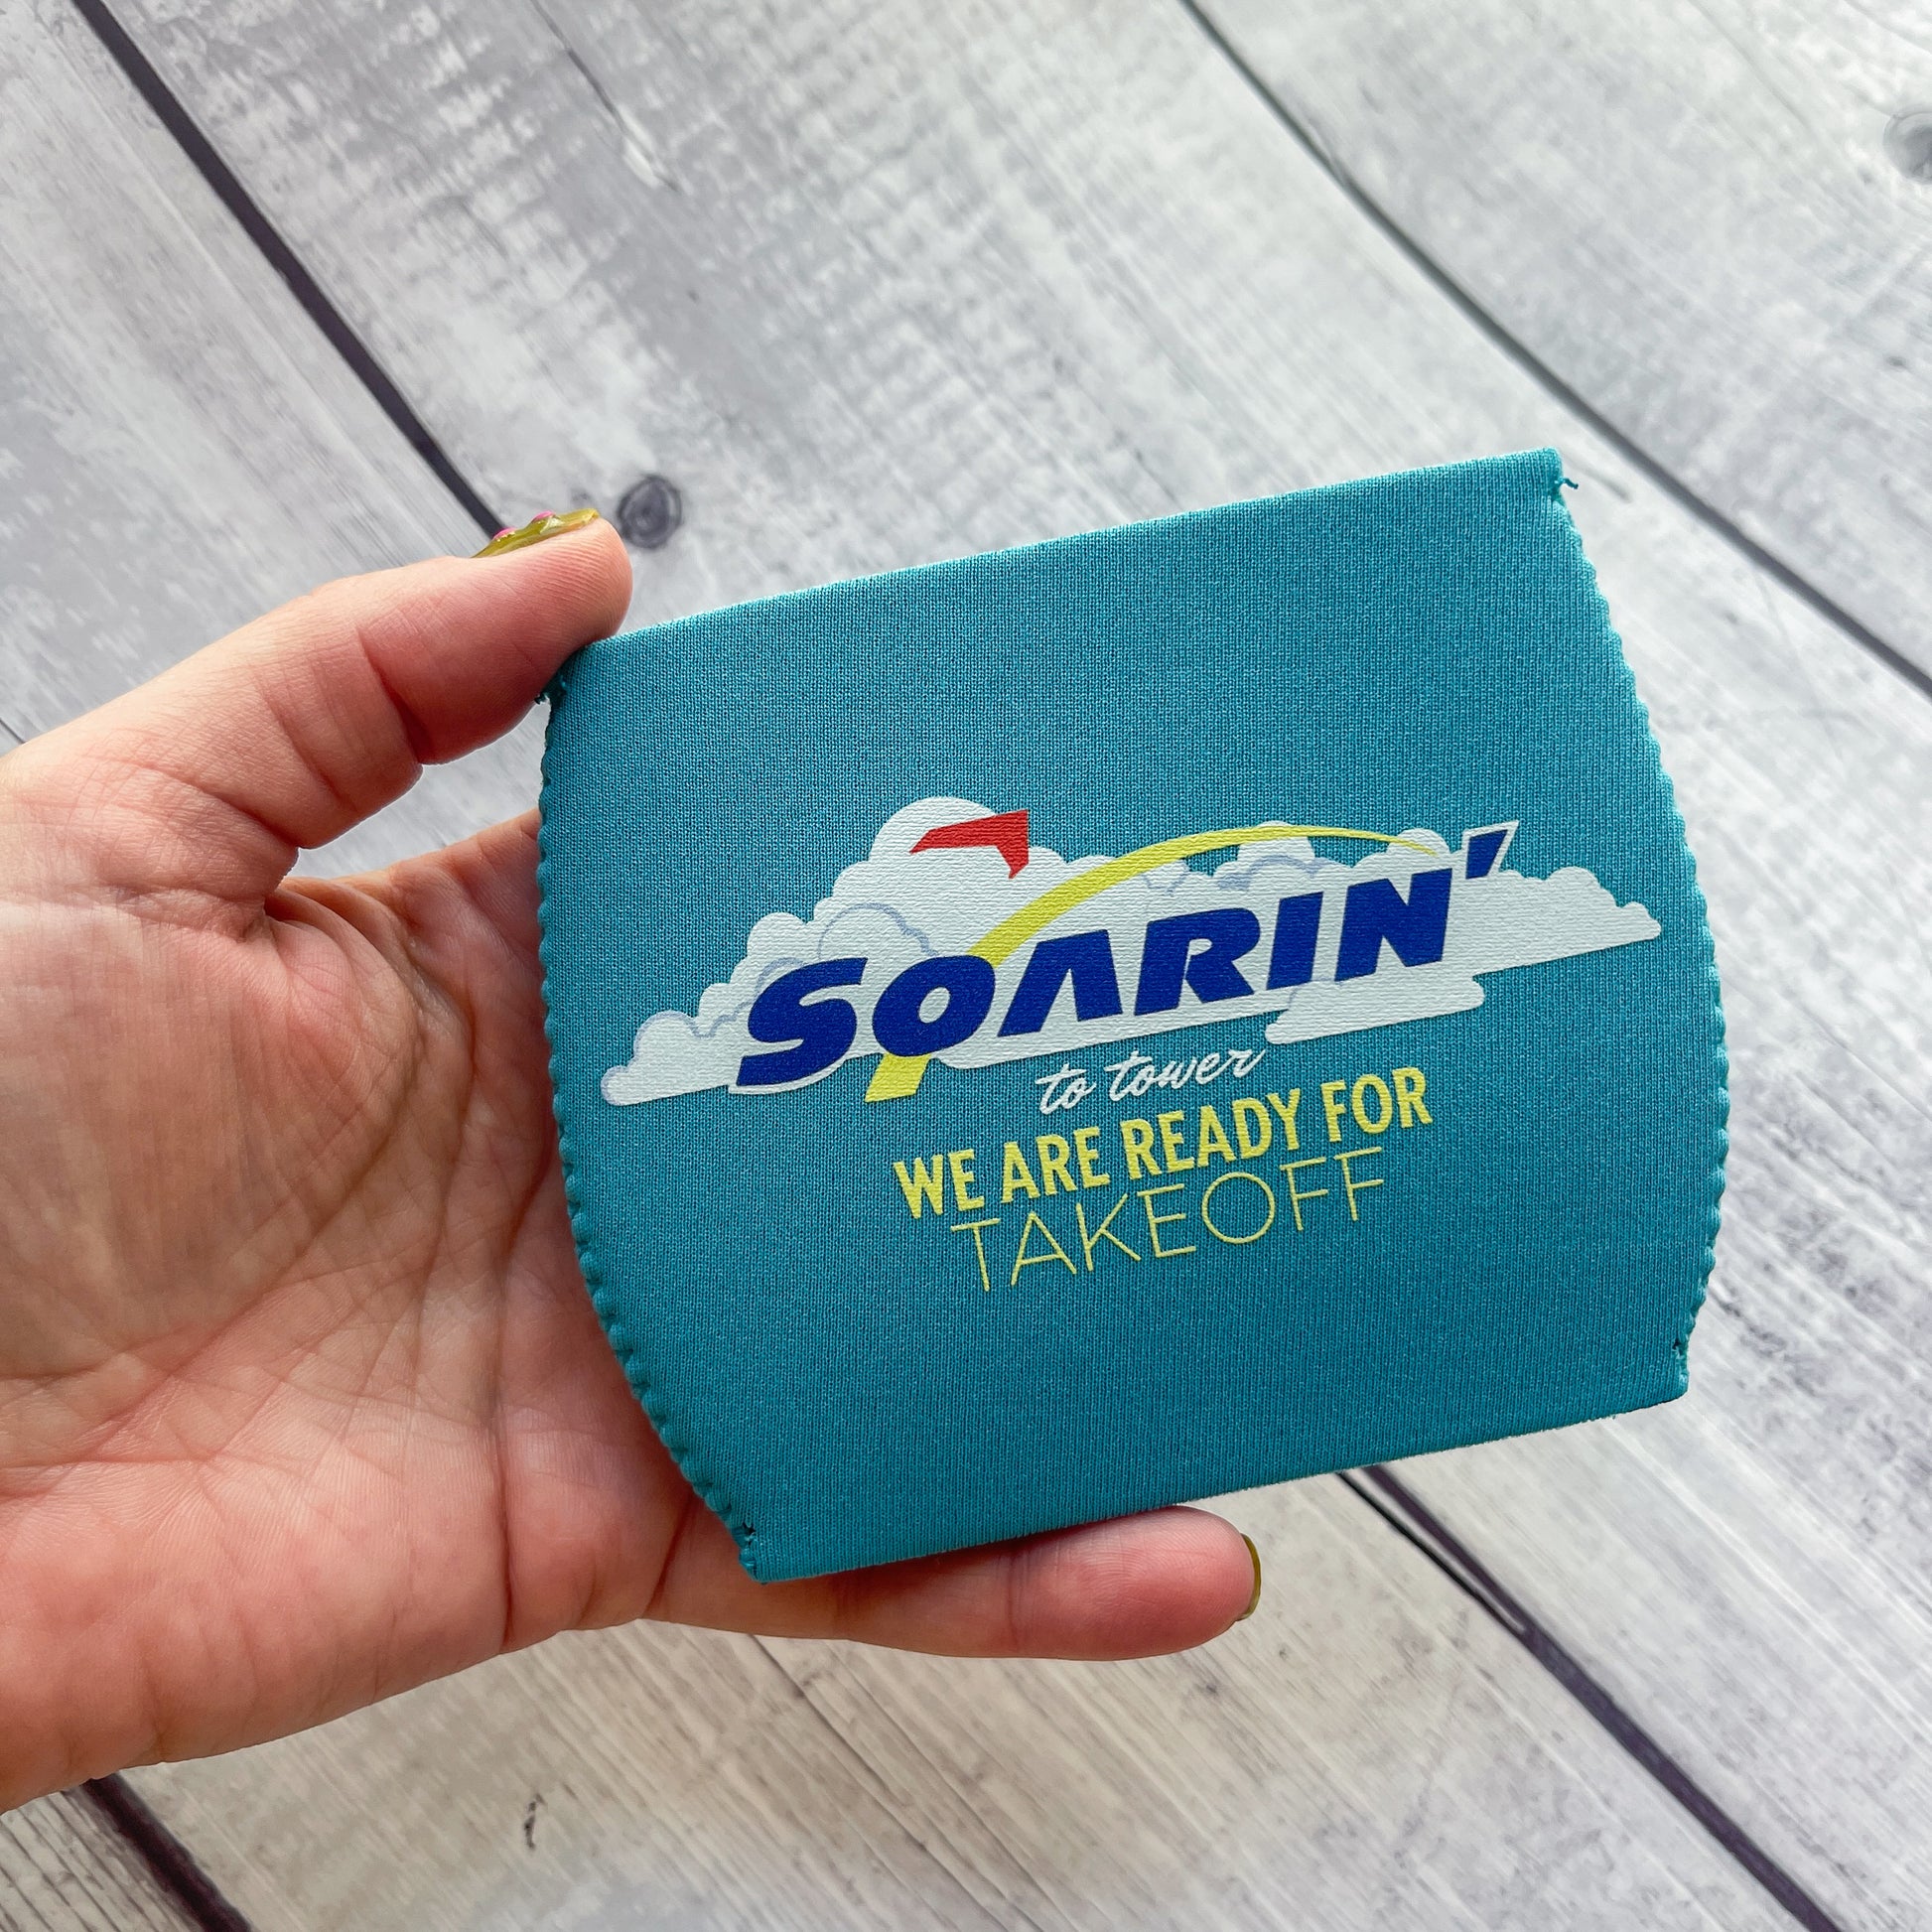 SOARIN'
to tower
WE ARE READY FOR
TAKEOFF